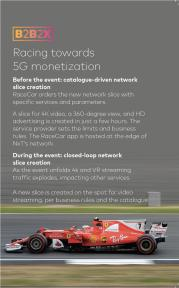 B2B2X
Racing towards
5G monetization
Before the event: catalogue-driven network
slice creation
RaceCar orders the new network slice with
specific services and parameters.
A slice for 4K video, a 360-degree view, and HD
advertising is created in just a few hours. The
service provider sets the limits and business
rules. The RaceCar app is hosted at the edge of
NxT's network.
During the event: closed-loop network
slice creation
As the event unfolds 4k and VR streaming
traffic explodes, impacting other services.
A new slice is created on the spot for video
streaming, per business rules and the catalogue